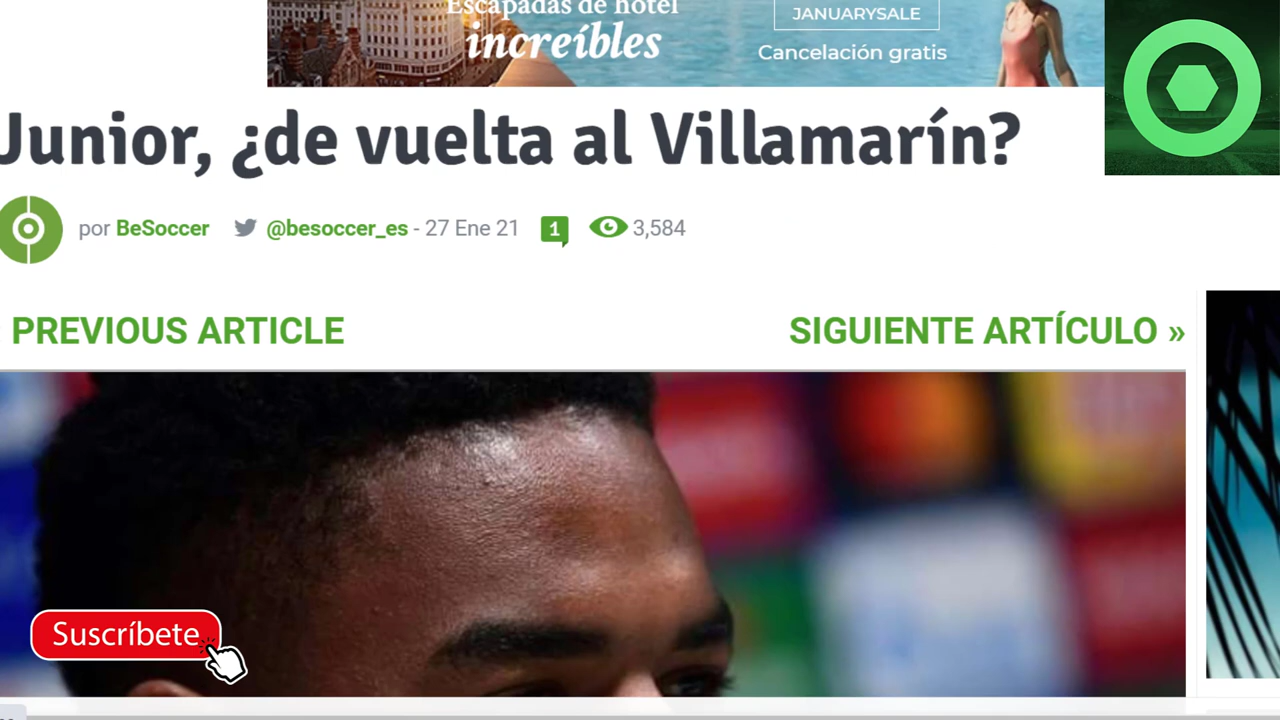 Escapadas de hotel
increíbles
JANUARYSALE
Cancelación gratis
Junior, ¿de vuelta al Villamarín?
por BeSoccer @besoccer_es - 27 Ene 21 1 3,584
PREVIOUS ARTICLE
SIGUIENTE ARTÍCULO »
Suscríbete